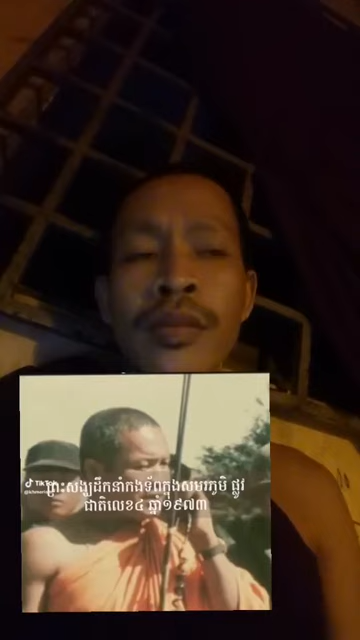 TikTok
ព្រះសង្ឃដឹកនាំកងទ័ពក្នុងសមរភូមិ ផ្លូវ
ជាតិលេខ៤ ឆ្នាំ១៩៧៣